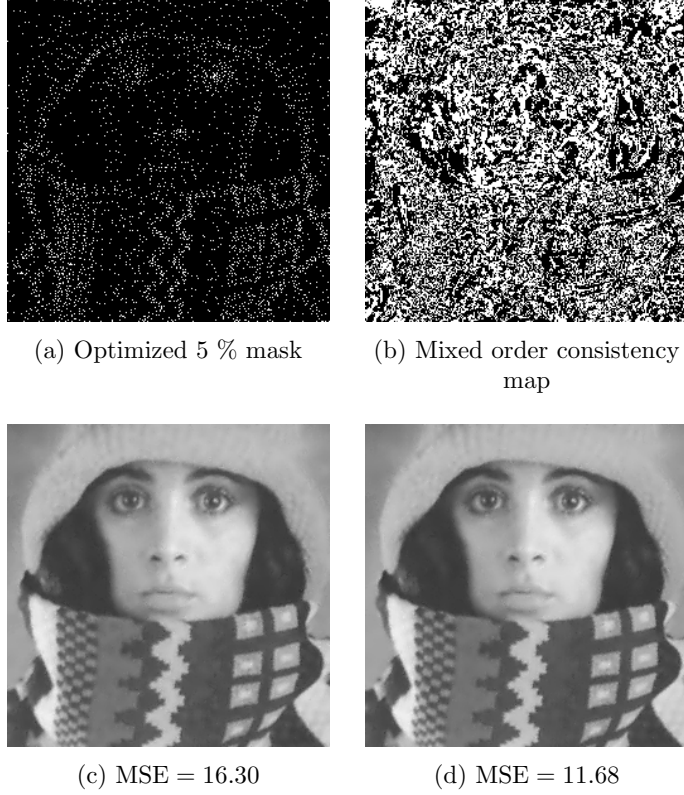 (a) Optimized 5 % mask
(b) Mixed order consistency
map
(c) MSE = 16.30
(d) MSE = 11.68